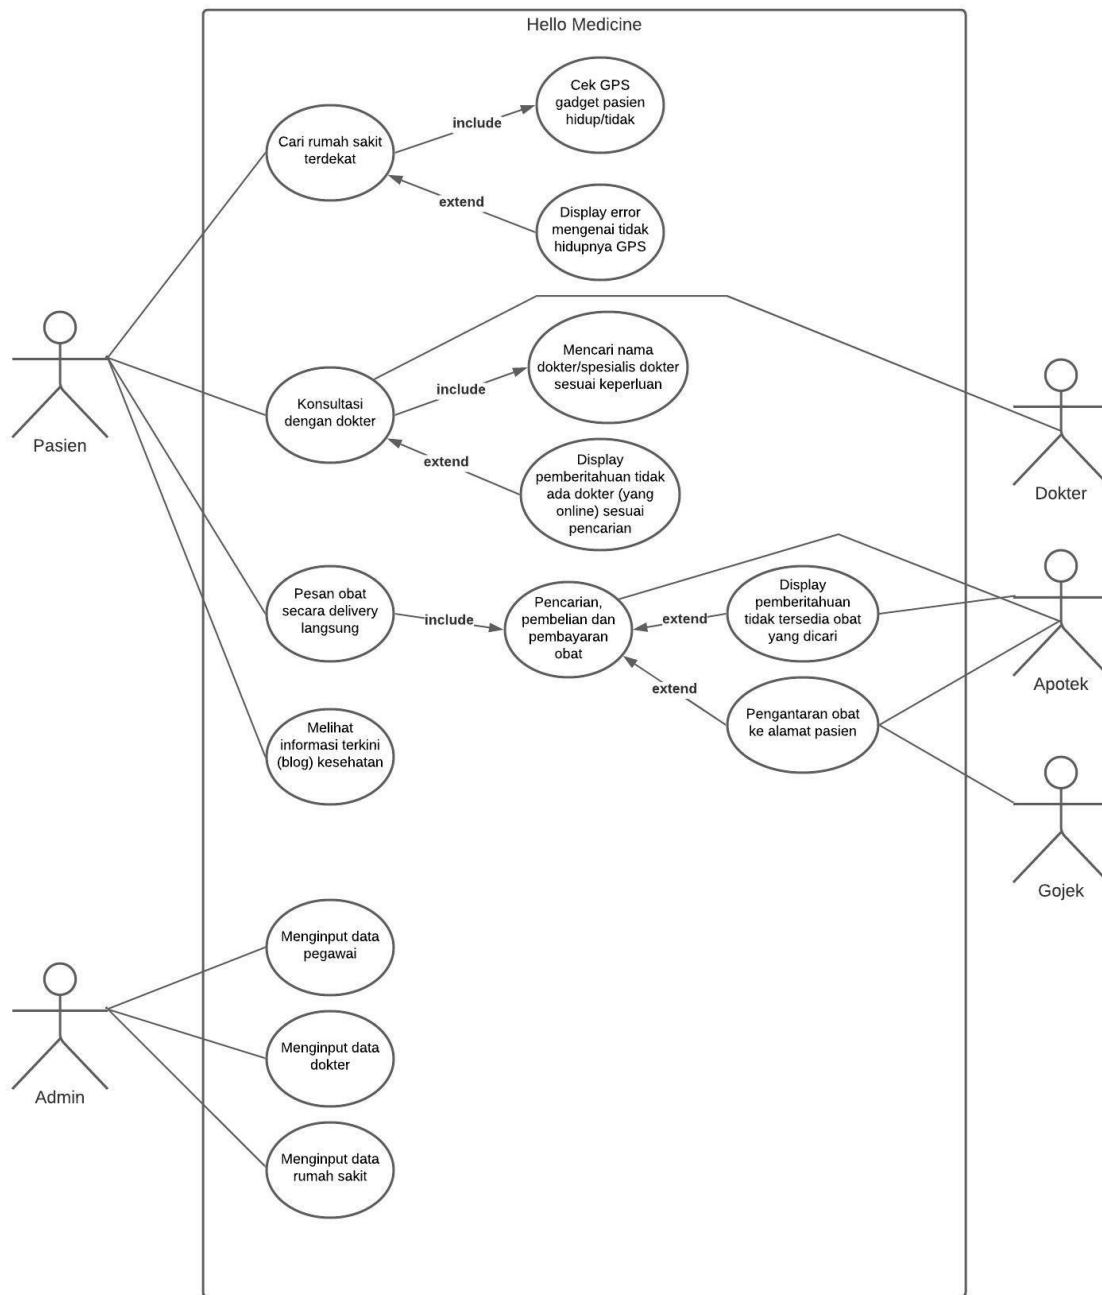 Hello Medicine
Cek GPS
gadget pasien
hidup/tidak
include
Cari rumah sakit
terdekat
extend
Display error
mengenai tidak
hidupnya GPS
Pasien
Mencari nama
dokter/spesialis dokter
sesuai keperluan
include
Konsultasi
dengan dokter
extend
Display
pemberitahuan tidak
ada dokter (yang
online) sesuai
pencarian
Dokter
Pesan obat
secara delivery
langsung
include
Pencarian,
pembelian dan
pembayaran
obat
extend
Display
pemberitahuan
tidak tersedia obat
yang dicari
Apotek
extend
Pengantaran obat
ke alamat pasien
Melihat
informasi terkini
(blog) kesehatan
Gojek
Menginput data
pegawai
Menginput data
dokter
Admin
Menginput data
rumah sakit